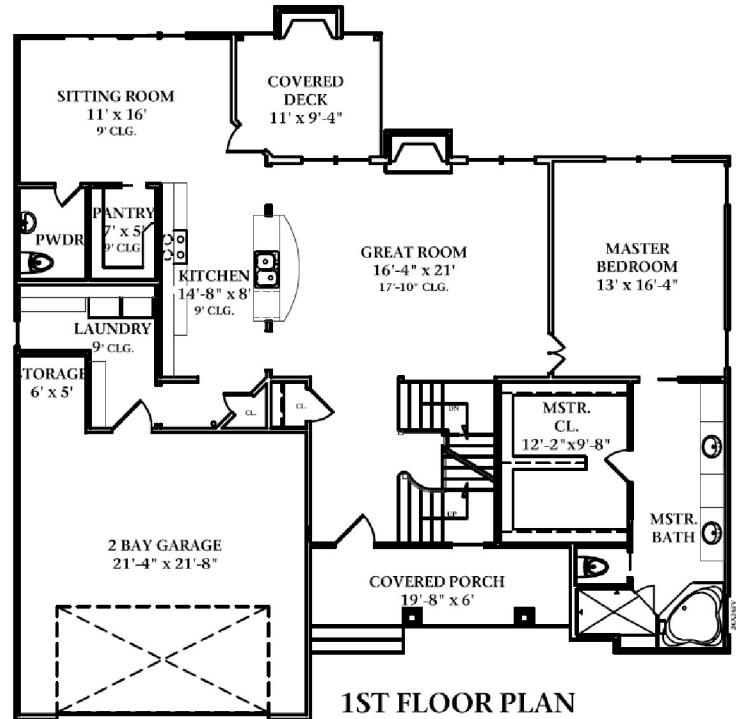 SITTING ROOM
11' x 16'
9' CLG.
COVERED
DECK
11' x 9'-4"
PWDR
PANTRY
7' x 5'
9' CLG.
KITCHEN
14'-8" x 8'
9' CLG.
GREAT ROOM
16'-4" x 21'
17'-10" CLG.
MASTER
BEDROOM
13' x 16'-4"
LAUNDRY
9' CLG.
STORAGE
6' x 5'
CL.
CL.
DN
UP
MSTR.
CL.
12'-2"x9'-8"
MSTR.
BATH
2 BAY GARAGE
21'-4" x 21'-8"
COVERED PORCH
19'-8" x 6'
1ST FLOOR PLAN